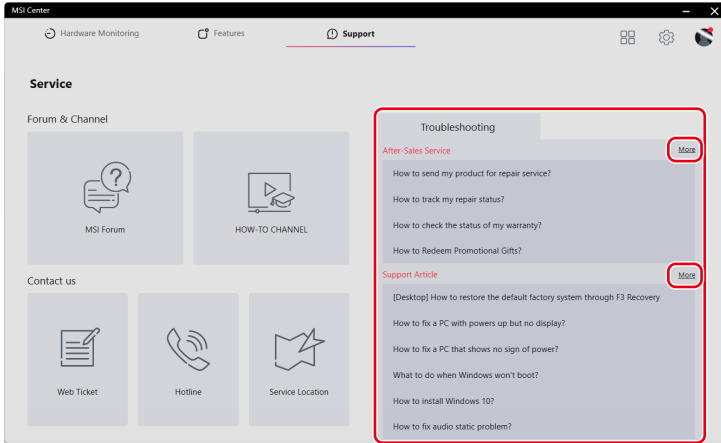 MSI Center
Hardware Monitoring
Features
Support
Service
Forum & Channel
MSI Forum
HOW-TO CHANNEL
Contact us
Web Ticket
Hotline
Service Location
Troubleshooting
After-Sales Service
More
How to send my product for repair service?
How to track my repair status?
How to check the status of my warranty?
How to Redeem Promotional Gifts?
Support Article
More
[Desktop] How to restore the default factory system through F3 Recovery
How to fix a PC with powers up but no display?
How to fix a PC that shows no sign of power?
What to do when Windows won't boot?
How to install Windows 10?
How to fix audio static problem?